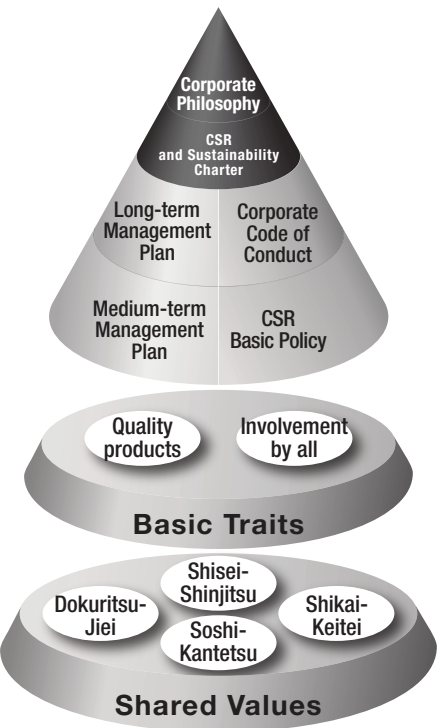 Corporate
Philosophy
CSR
and Sustainability
Charter
Long-term
Management
Plan
Corporate
Code of
Conduct
Medium-term
Management
Plan
CSR
Basic Policy
Quality
products
Involvement
by all
Basic Traits
Shisei-
Shinjitsu
Dokuritsu-
Jiei
Shikai-
Keitei
Soshi-
Kantetsu
Shared Values